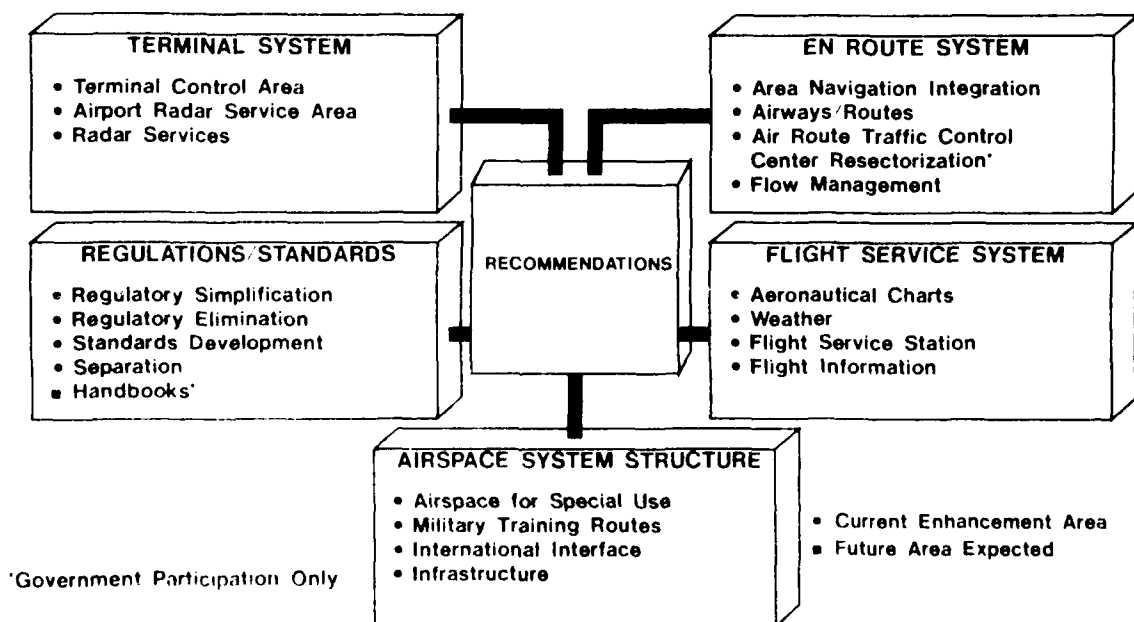 TERMINAL SYSTEM
• Terminal Control Area
• Airport Radar Service Area
• Radar Services
EN ROUTE SYSTEM
• Area Navigation Integration
• Airways/Routes
• Air Route Traffic Control
Center Resectorization*
• Flow Management
RECOMMENDATIONS
REGULATIONS/STANDARDS
• Regulatory Simplification
• Regulatory Elimination
• Standards Development
• Separation
■ Handbooks*
FLIGHT SERVICE SYSTEM
• Aeronautical Charts
• Weather
• Flight Service Station
• Flight Information
AIRSPACE SYSTEM STRUCTURE
• Airspace for Special Use
• Military Training Routes
• International Interface
• Infrastructure
• Current Enhancement Area
■ Future Area Expected
*Government Participation Only